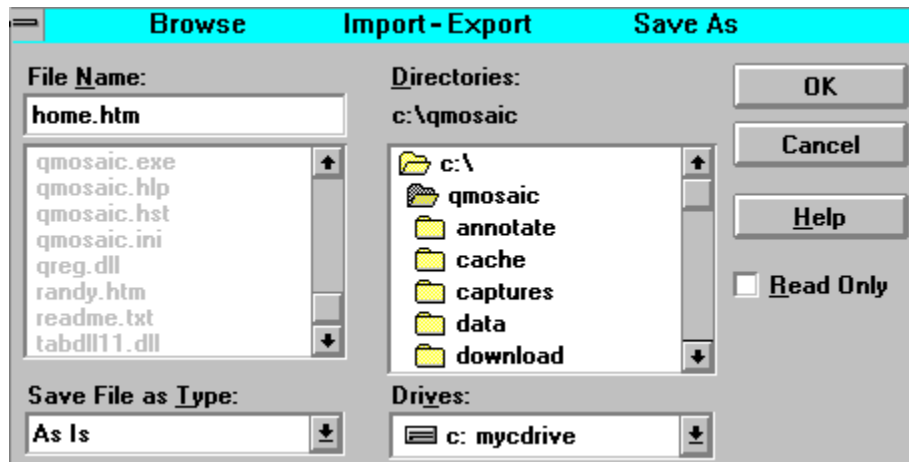 Browse Import-Export Save As
File Name:
home.htm
qmosaic.exe
qmosaic.hlp
qmosaic.hst
qmosaic.ini
qreg.dll
randy.htm
readme.txt
tabdll11.dll
Save File as Type:
As Is
Directories:
c:\qmosaic
c:\
qmosaic
annotate
cache
captures
data
download
Drives:
c: mycdrive
OK
Cancel
Help
Read Only